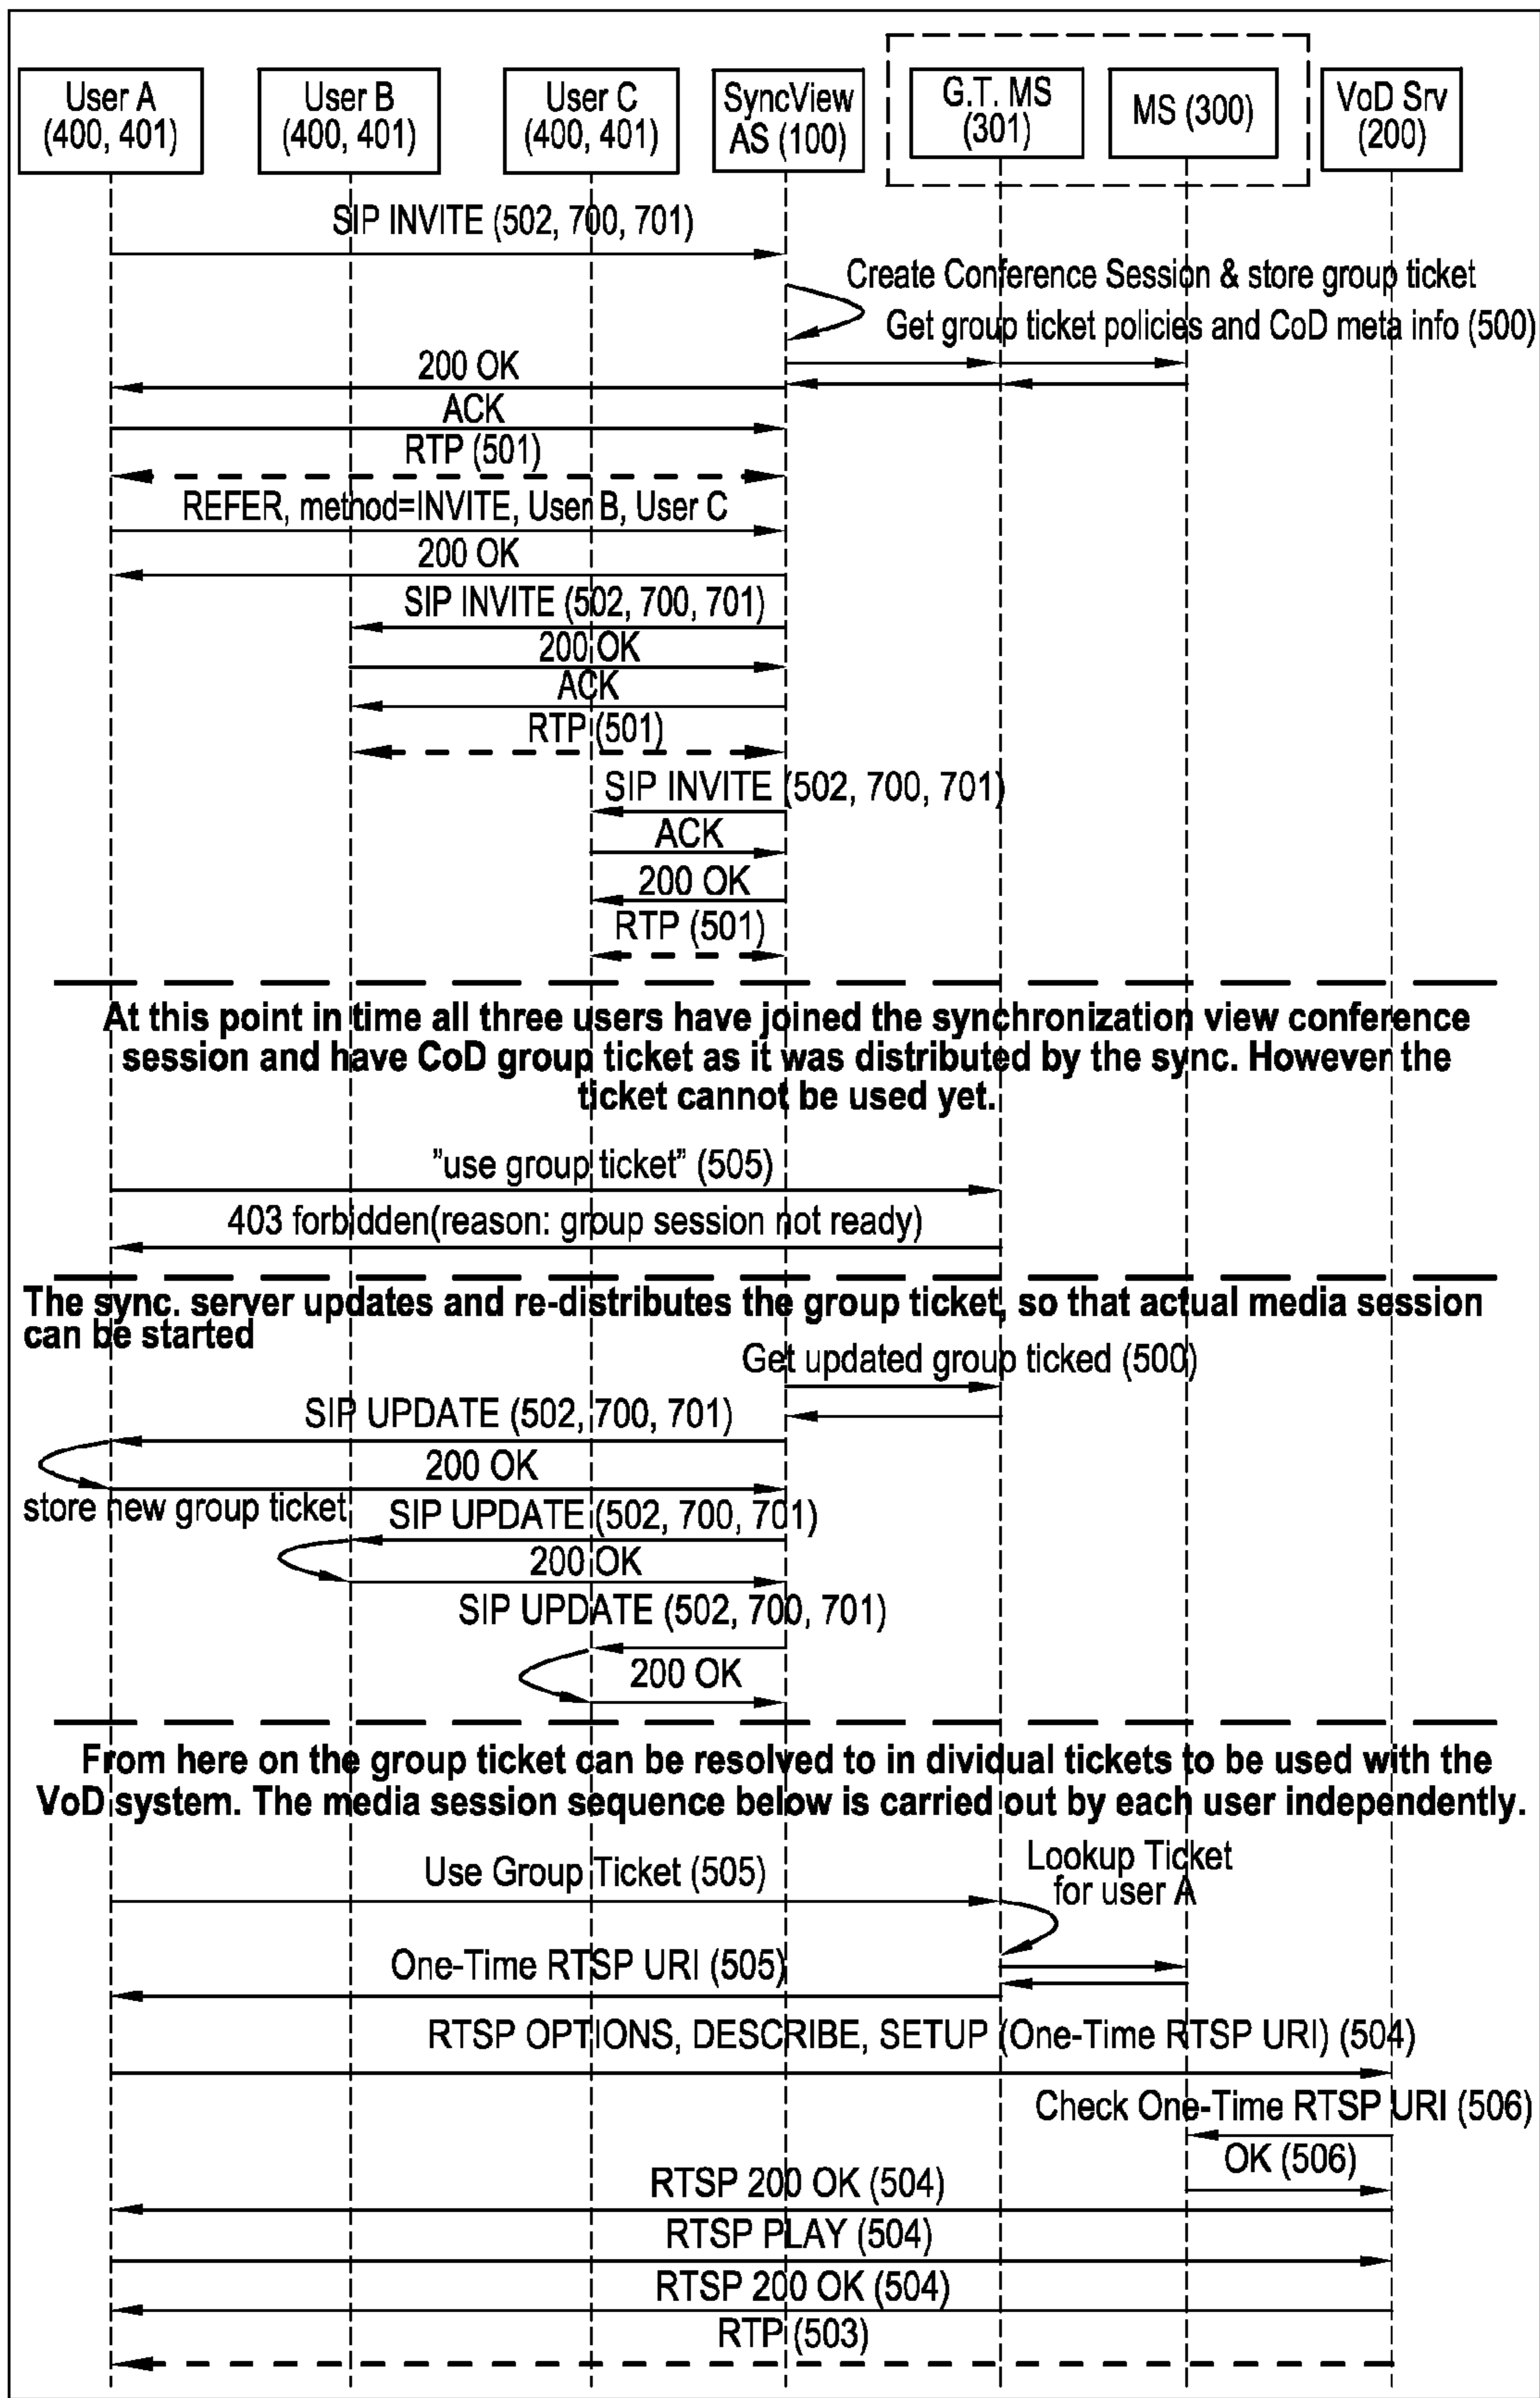 User A
(400, 401)
User B
(400, 401)
User C
(400, 401)
SyncView
AS (100)
G.T. MS
(301)
MS (300)
VoD Srv
(200)
SIP INVITE (502, 700, 701)
Create Conference Session & store group ticket
Get group ticket policies and CoD meta info (500)
200 OK
ACK
RTP (501)
REFER, method=INVITE, User B, User C
200 OK
SIP INVITE (502, 700, 701)
200 OK
ACK
RTP (501)
SIP INVITE (502, 700, 701)
ACK
200 OK
RTP (501)
At this point in time all three users have joined the synchronization view conference
session and have CoD group ticket as it was distributed by the sync. However the
ticket cannot be used yet.
"use group ticket" (505)
403 forbidden(reason: group session not ready)
The sync. server updates and re-distributes the group ticket, so that actual media session
can be started
Get updated group ticked (500)
SIP UPDATE (502, 700, 701)
200 OK
store new group ticket
SIP UPDATE (502, 700, 701)
200 OK
SIP UPDATE (502, 700, 701)
200 OK
From here on the group ticket can be resolved to in dividual tickets to be used with the
VoD system. The media session sequence below is carried out by each user independently.
Use Group Ticket (505)
Lookup Ticket
for user A
One-Time RTSP URI (505)
RTSP OPTIONS, DESCRIBE, SETUP (One-Time RTSP URI) (504)
Check One-Time RTSP URI (506)
OK (506)
RTSP 200 OK (504)
RTSP PLAY (504)
RTSP 200 OK (504)
RTP (503)